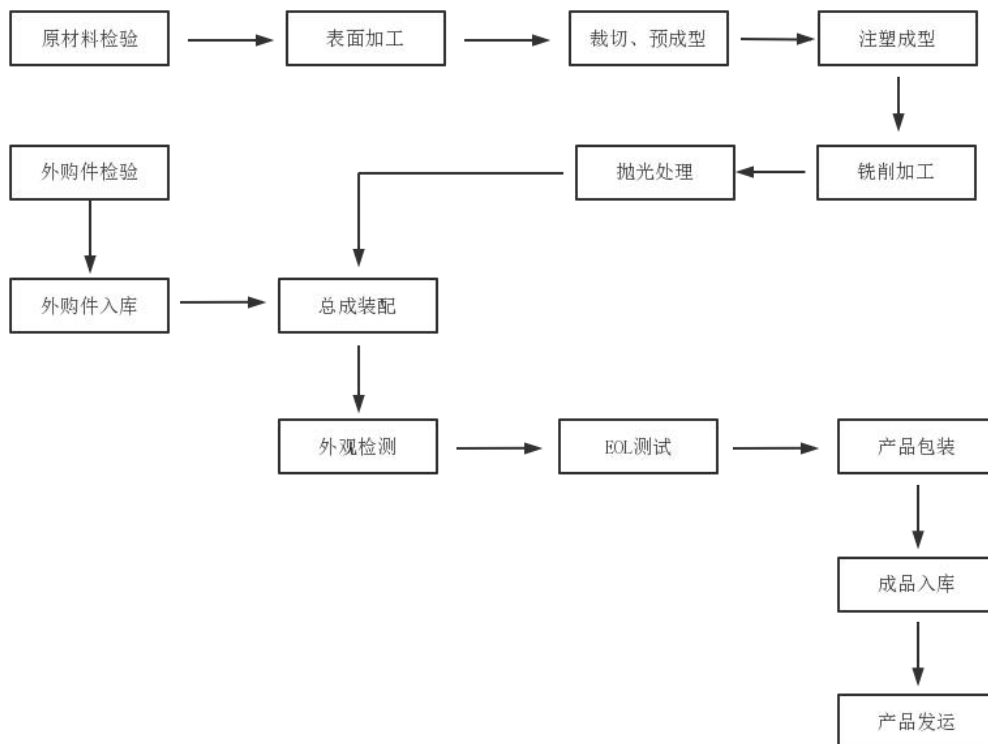 原材料检验
表面加工
裁切、预成型
注塑成型
外购件检验
抛光处理
铣削加工
外购件入库
总成装配
外观检测
EOL测试
产品包装
成品入库
产品发运